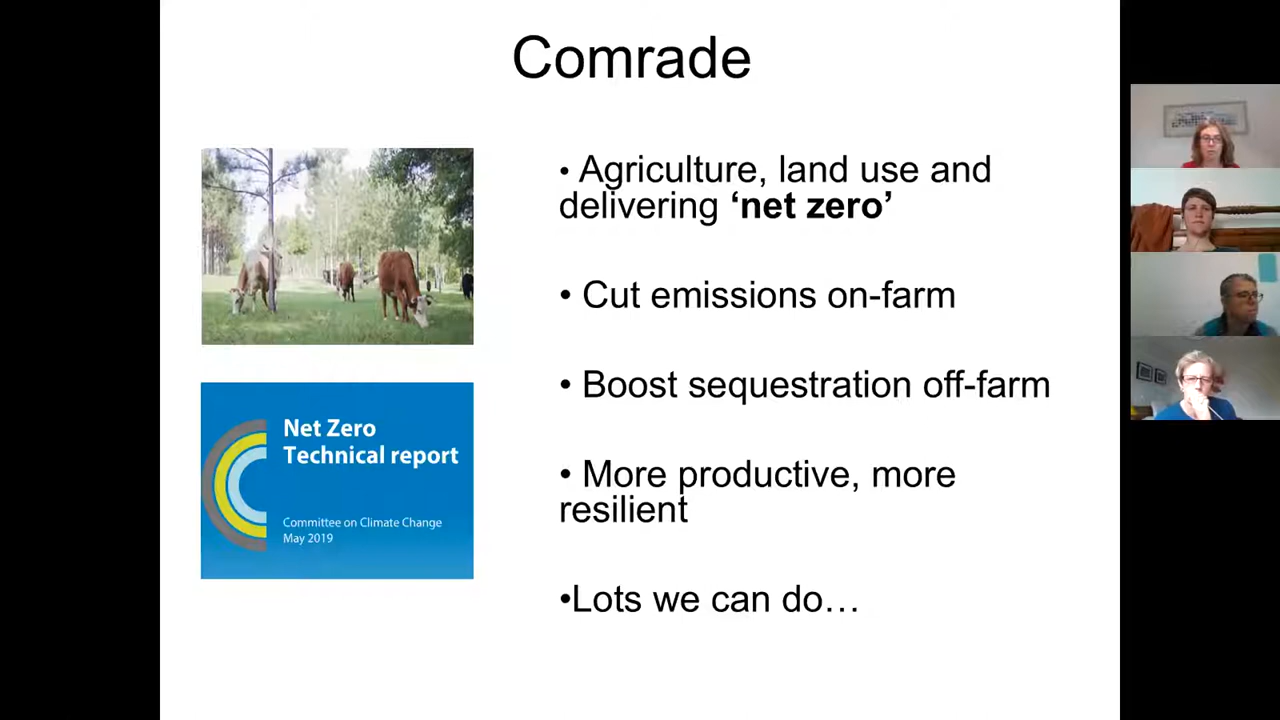 Comrade
• Agriculture, land use and
delivering ‘net zero’
• Cut emissions on-farm
• Boost sequestration off-farm
• More productive, more
resilient
•Lots we can do…
Net Zero
Technical report
Committee on Climate Change
May 2019